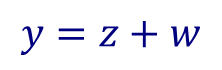 y = z + w